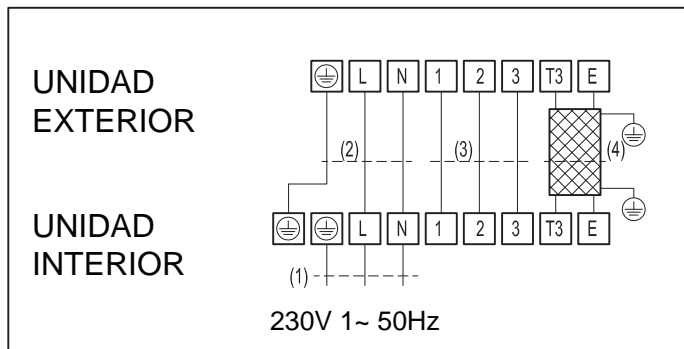 UNIDAD
EXTERIOR
L N 1 2 3 T3 E
(2) (3) (4)
UNIDAD
INTERIOR
L N 1 2 3 T3 E
(1)
230V 1~ 50Hz